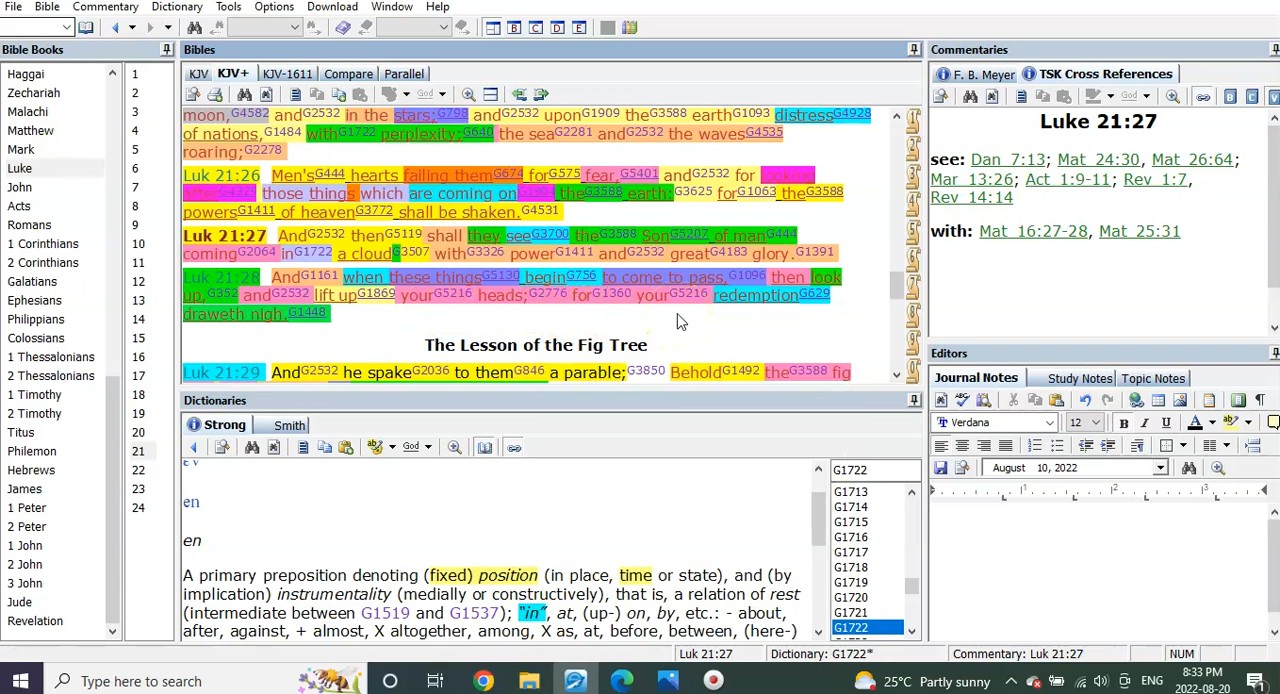 File Bible Commentary Dictionary Tools Options Download Window Help
Bible Books
Haggai
Zechariah
Malachi
Matthew
Mark
Luke
John
Acts
Romans
1 Corinthians
2 Corinthians
Galatians
Ephesians
Philippians
Colossians
1 Thessalonians
2 Thessalonians
1 Timothy
2 Timothy
Titus
Philemon
Hebrews
James
1 Peter
2 Peter
1 John
2 John
3 John
Jude
Revelation
1
2
3
4
5
6
7
8
9
10
11
12
13
14
15
16
17
18
19
20
21
22
23
24
Bibles
KJV KJV+ KJV-1611 Compare Parallel
God
moon,G4582 and G2532 in the stars;G798 and G2532 upon G1909 the G3588 earth G1093 distress G4928
of nations,G1484 with G1722 perplexity;G640 the sea G2281 and G2532 the waves G4535
roaring;G2278
Luk 21:26 Men's G444 hearts failing them G674 for G575 fear,G5401 and G2532 for looking
after G4329 those things which are coming on G1904 the G3588 earth:G3625 for G1063 the G3588
powers G1411 of heaven G3772 shall be shaken.G4531
Luk 21:27 And G2532 then G5119 shall they see G3700 the G3588 Son G5207 of man G444
coming G2064 in G1722 a cloud G3507 with G3326 power G1411 and G2532 great G4183 glory.G1391
Luk 21:28 And G1161 when these things G5130 begin G756 to come to pass,G1096 then look
up,G352 and G2532 lift up G1869 your G5216 heads;G2776 for G1360 your G5216 redemption G629
draweth nigh.G1448
The Lesson of the Fig Tree
Luk 21:29 And G2532 he spake G2036 to them G846 a parable;G3850 Behold G1492 the G3588 fig
Dictionaries
Strong Smith
God
G1722
ἐν
en
en
A primary preposition denoting (fixed) position (in place, time or state), and (by
implication) instrumentality (medially or constructively), that is, a relation of rest
(intermediate between G1519 and G1537); "in", at, (up-) on, by, etc.: - about,
after, against, + almost, X altogether, among, X as, at, before, between, (here-)
G1713
G1714
G1715
G1716
G1717
G1718
G1719
G1720
G1721
G1722
Commentaries
F. B. Meyer TSK Cross References
God
Luke 21:27
see: Dan 7:13; Mat 24:30, Mat 26:64;
Mar 13:26; Act 1:9-11; Rev 1:7,
Rev 14:14
with: Mat 16:27-28, Mat 25:31
Editors
Journal Notes Study Notes Topic Notes
Verdana 12 B I U A ab
August 10, 2022
1 2 3
Luk 21:27 Dictionary: G1722* Commentary: Luk 21:27 NUM
Type here to search
25°C Partly sunny
ENG
8:33 PM
2022-08-20
1